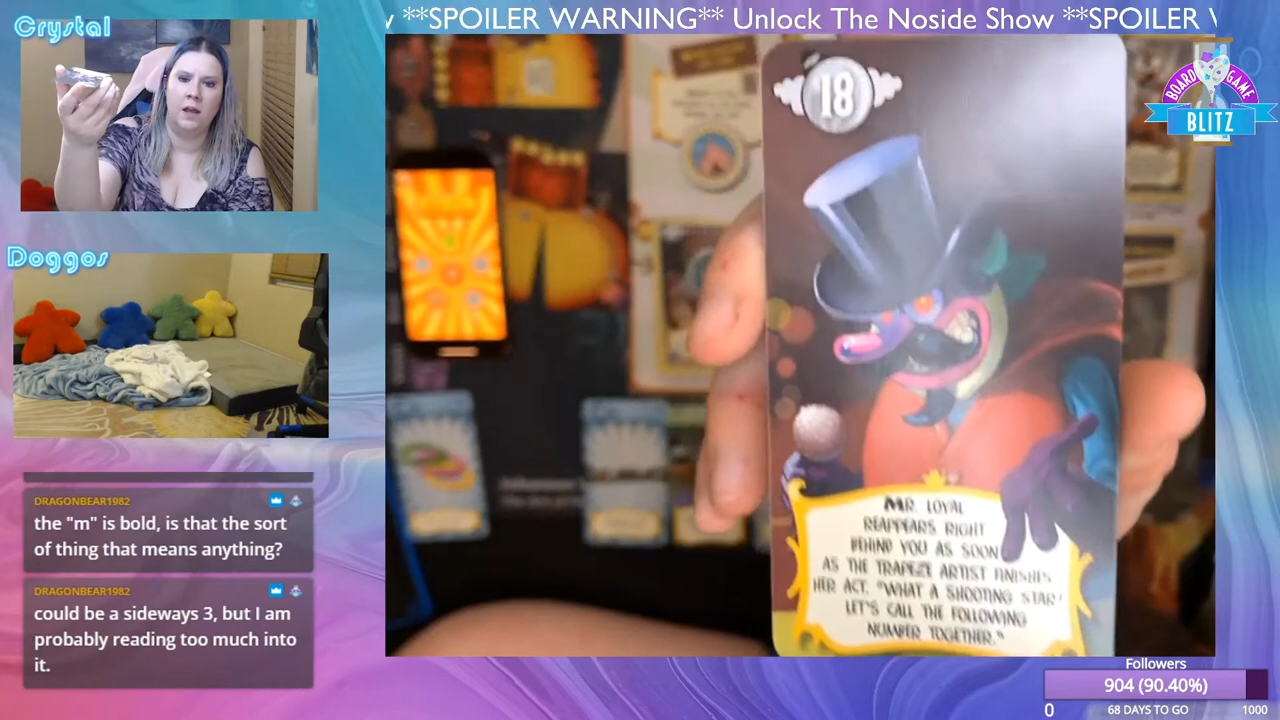 Crystal
**SPOILER WARNING** Unlock The Noside Show **SPOILER
BOARD GAME
BLITZ
18
Doggos
DRAGONBEAR1982
the "m" is bold, is that the sort
of thing that means anything?
DRAGONBEAR1982
could be a sideways 3, but I am
probably reading too much into
it.
MR. LOYAL
REAPPEARS RIGHT
BEHIND YOU AS SOON
AS THE TRAPEZE ARTIST FINISHES
HER ACT. "WHAT A SHOOTING STAR!
LET'S CALL THE FOLLOWING
NUMBER TOGETHER."
Followers
904 (90.40%)
0
68 DAYS TO GO
1000